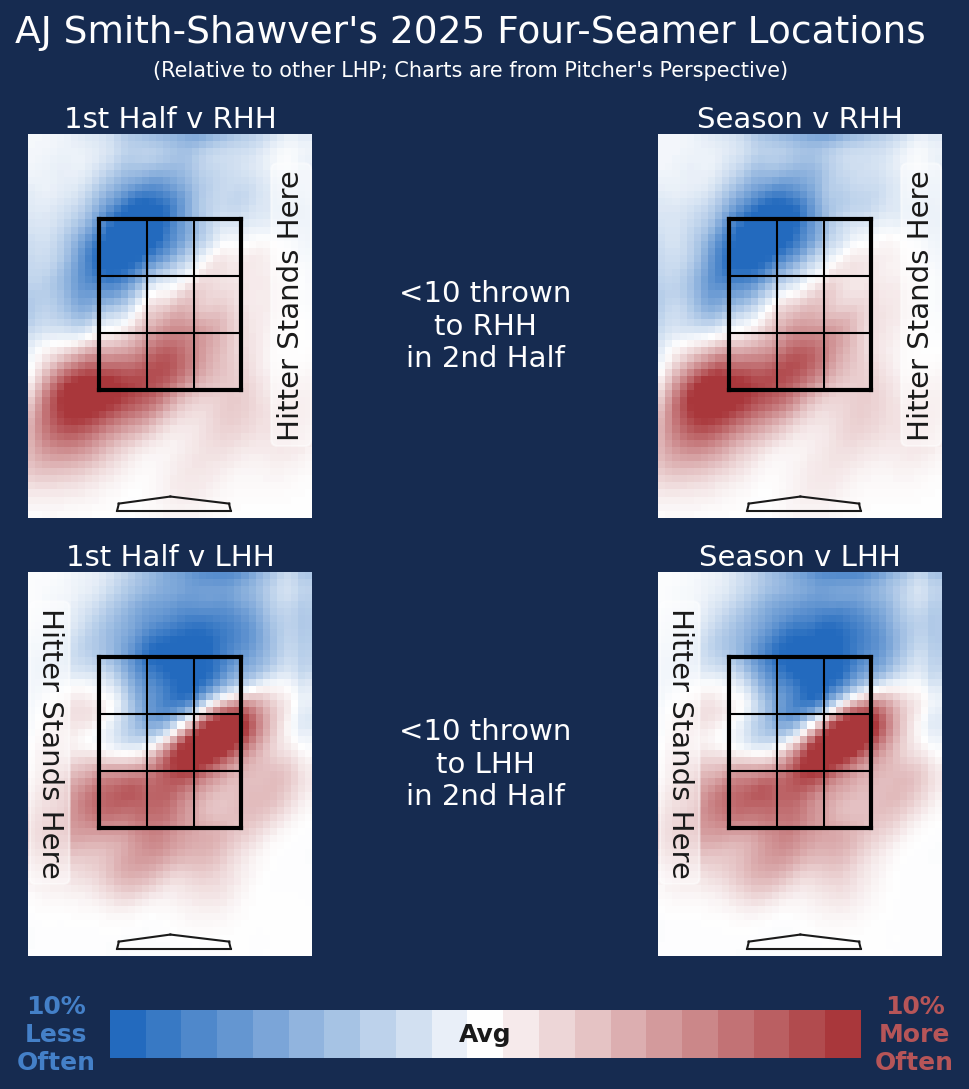 AJ Smith-Shawver's 2025 Four-Seamer Locations
(Relative to other LHP; Charts are from Pitcher's Perspective)
1st Half v RHH
Season v RHH
Hitter Stands Here
<10 thrown
to RHH
in 2nd Half
Hitter Stands Here
1st Half v LHH
Season v LHH
Hitter Stands Here
<10 thrown
to LHH
in 2nd Half
Hitter Stands Here
10%
Less
Often
Avg
10%
More
Often